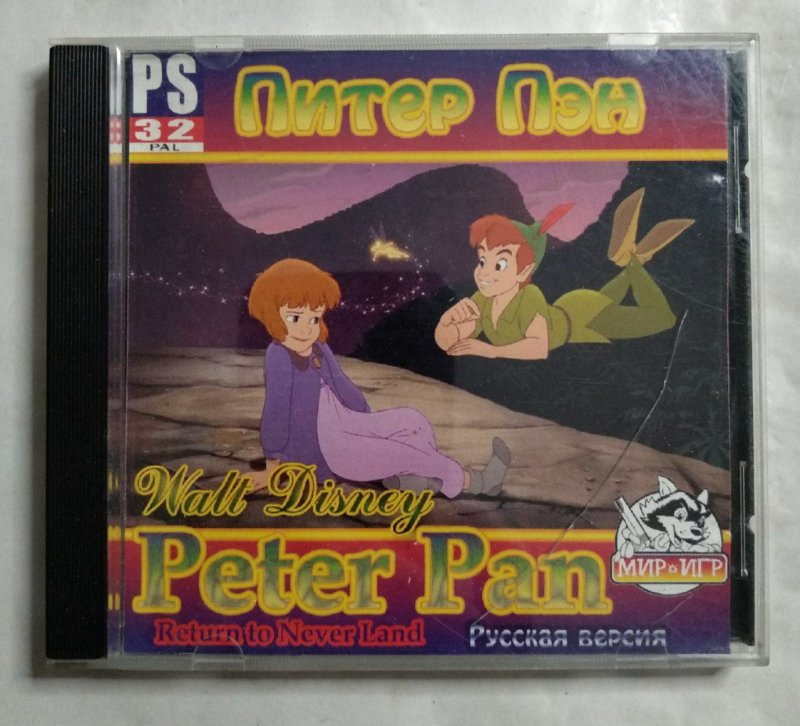 PS
32
PAL
Питер Пэн
Walt Disney
Peter Pan
Return to Never Land
Русская версия
МИР ИГР